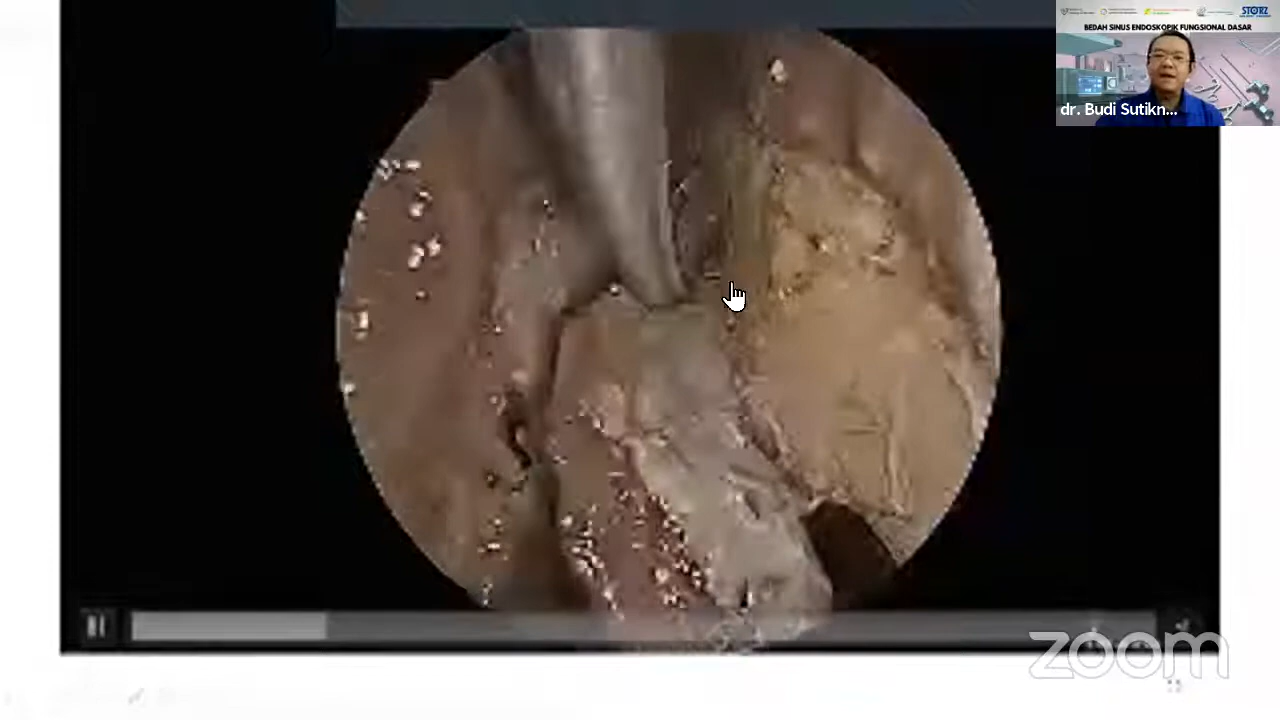 STORZ
BEDAH SINUS ENDOSKOPIK FUNGSIONAL DASAR
dr. Budi Sutikn...
zoom